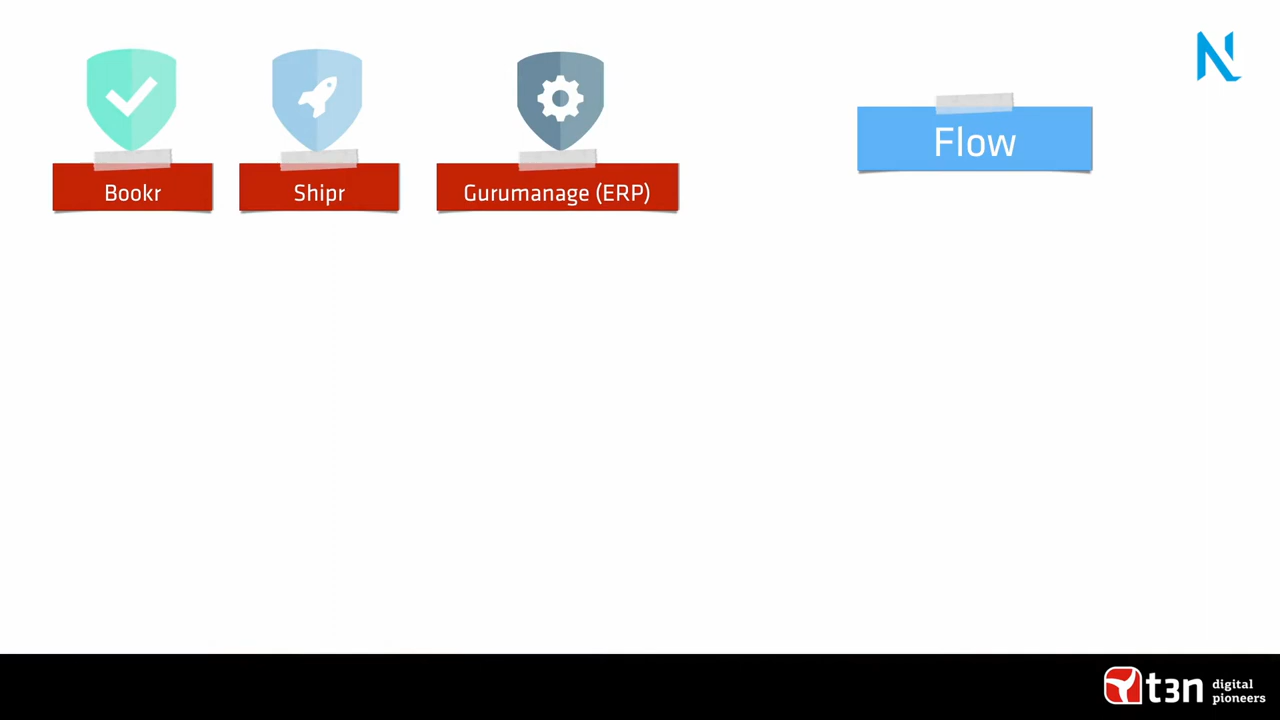 Flow
Bookr
Shipr
Gurumanage (ERP)
t3n digital
pioneers